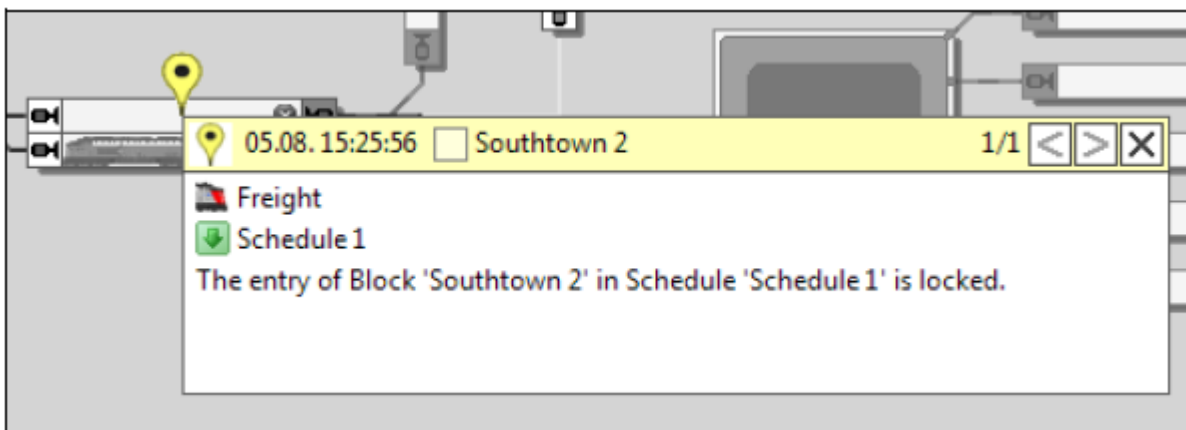 05.08. 15:25:56 Southtown 2 1/1
Freight
Schedule 1
The entry of Block 'Southtown 2' in Schedule 'Schedule 1' is locked.